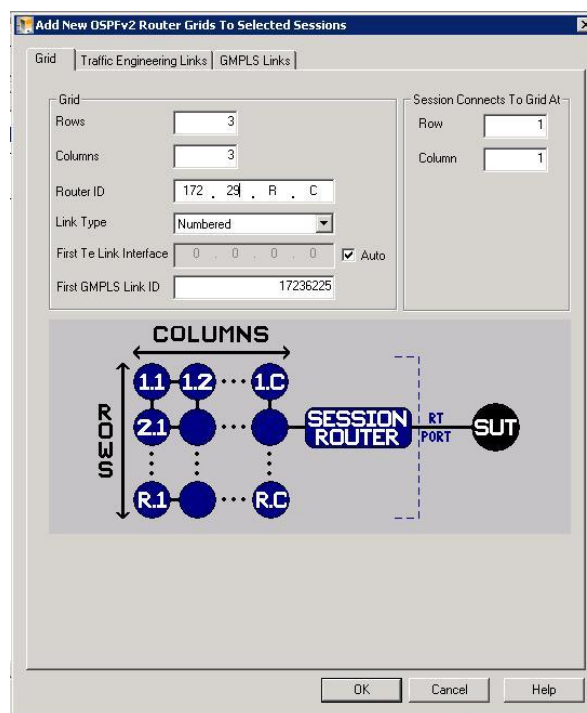 Add New OSPFv2 Router Grids To Selected Sessions
Grid
Traffic Engineering Links
GMPLS Links
Grid
Rows
3
Columns
3
Router ID
172 . 29 . R . C
Link Type
Numbered
First Te Link Interface
0 . 0 . 0 . 0
Auto
First GMPLS Link ID
17236225
Session Connects To Grid At
Row
1
Column
1
COLUMNS
ROWS
1.1
1.2
1.C
2.1
R.1
R.C
SESSION
ROUTER
RT
PORT
SUT
OK
Cancel
Help